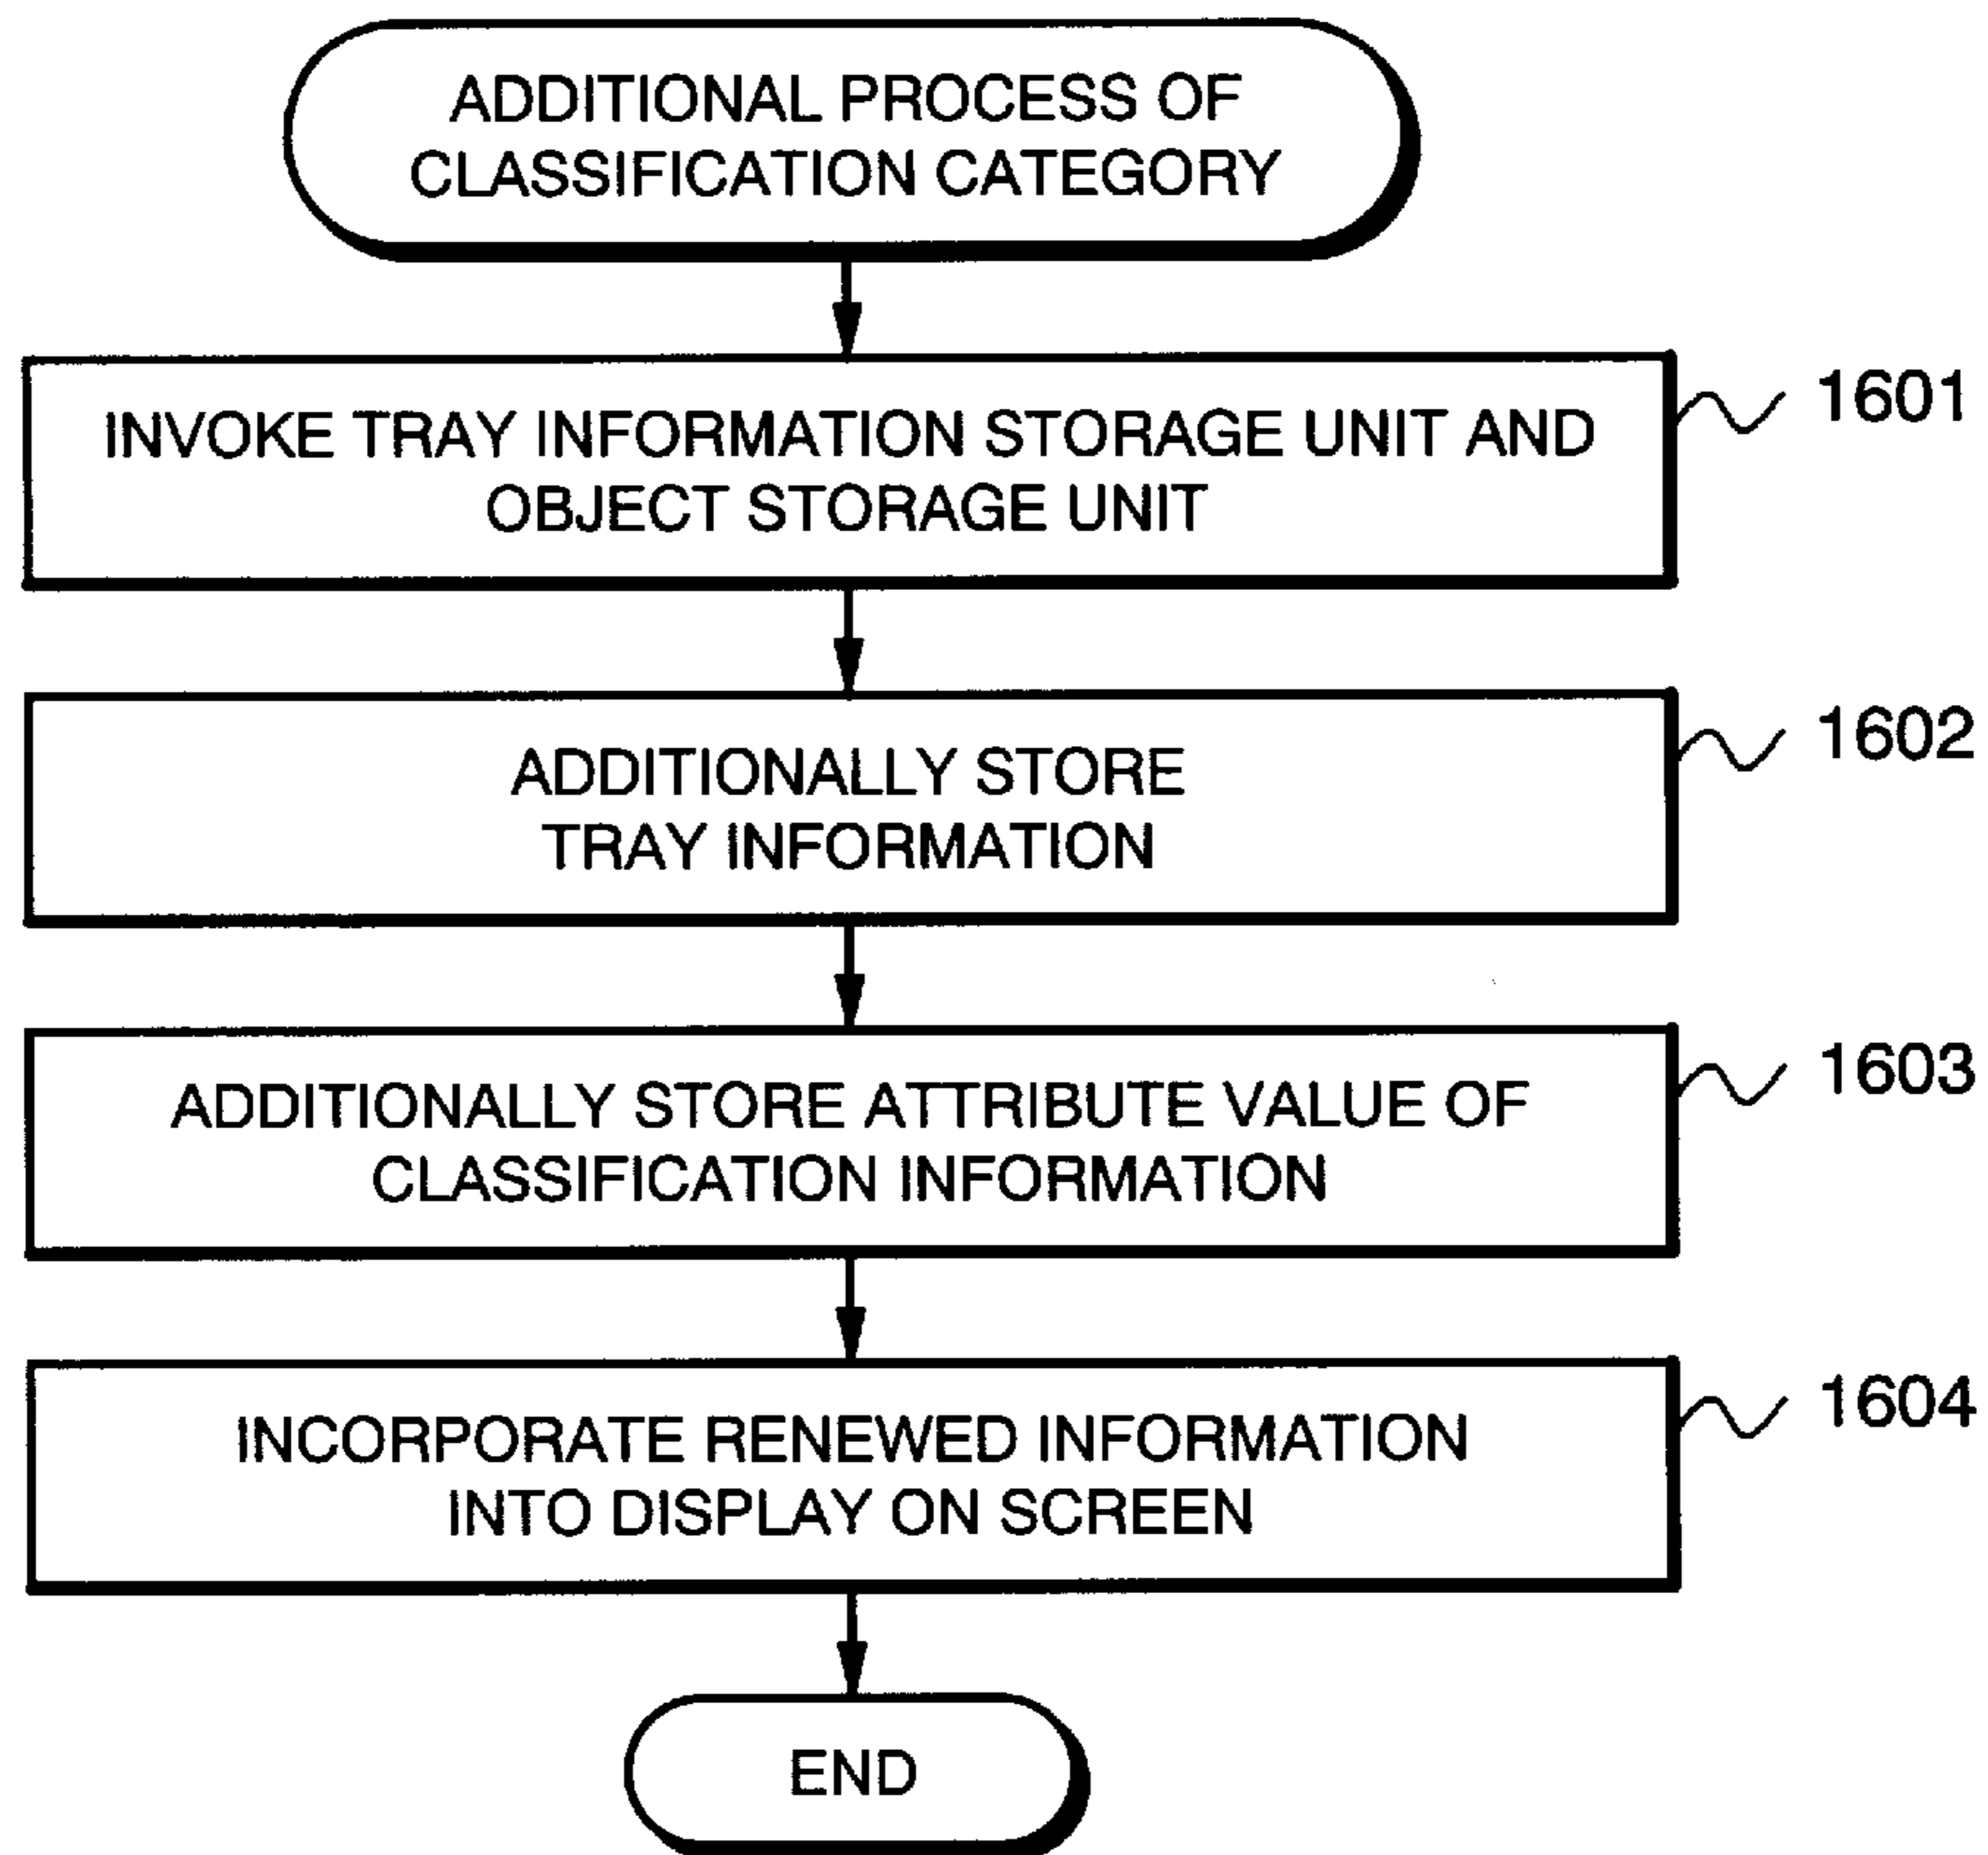 ADDITIONAL PROCESS OF
CLASSIFICATION CATEGORY
INVOKE TRAY INFORMATION STORAGE UNIT AND
OBJECT STORAGE UNIT
1601
ADDITIONALLY STORE
TRAY INFORMATION
1602
ADDITIONALLY STORE ATTRIBUTE VALUE OF
CLASSIFICATION INFORMATION
1603
INCORPORATE RENEWED INFORMATION
INTO DISPLAY ON SCREEN
1604
END